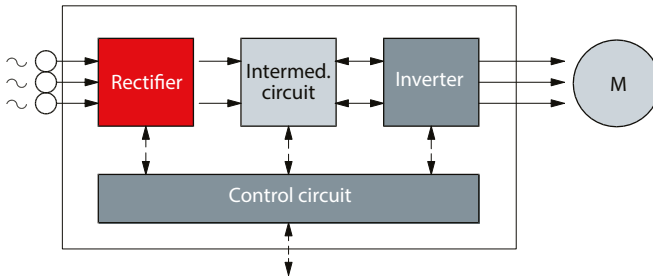 Rectifier
Intermed.
circuit
Inverter
M
Control circuit